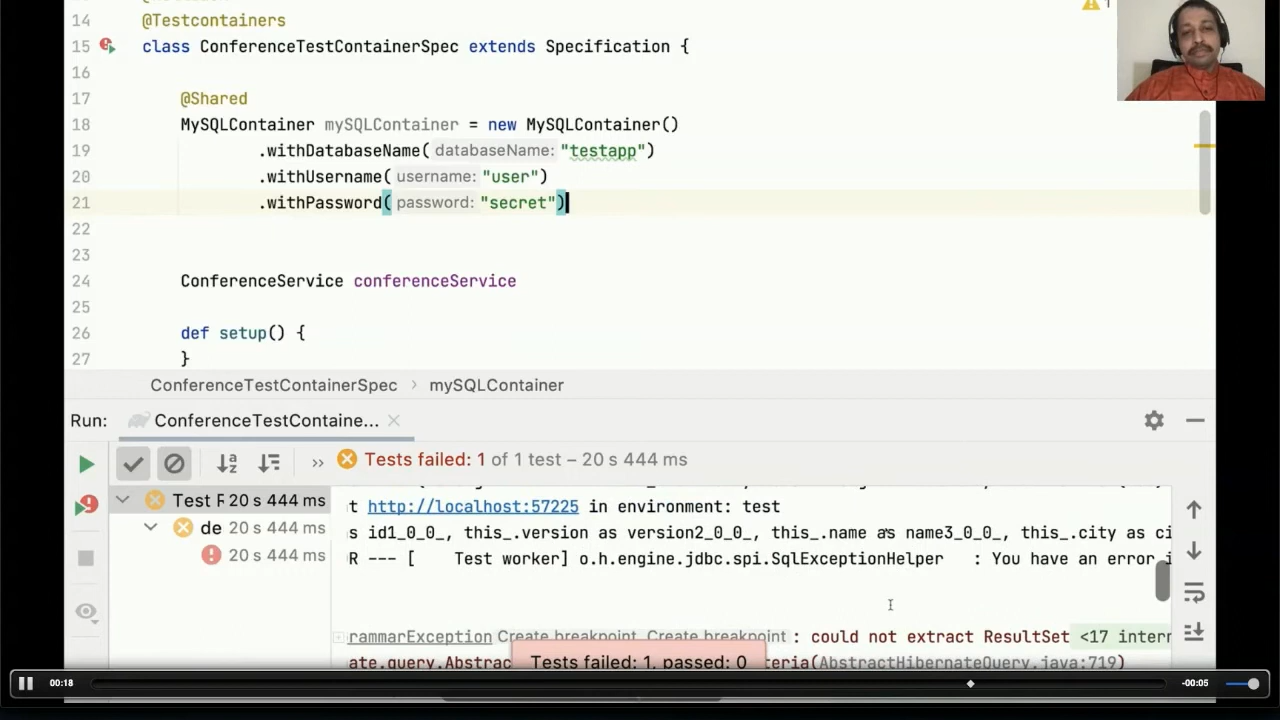 14 @Testcontainers
15 class ConferenceTestContainerSpec extends Specification {
16
17 @Shared
18 MySQLContainer mySQLContainer = new MySQLContainer()
19 .withDatabaseName( databaseName: "testapp")
20 .withUsername( username: "user")
21 .withPassword( password: "secret")
22
23
24 ConferenceService conferenceService
25
26 def setup() {
27 }
ConferenceTestContainerSpec › mySQLContainer
Run: ConferenceTestContaine...
» Tests failed: 1 of 1 test – 20 s 444 ms
Test F 20 s 444 ms
t http://localhost:57225 in environment: test
de 20 s 444 ms
s id1_0_0_, this_.version as version2_0_0_, this_.name as name3_0_0_, this_.city as ci
20 s 444 ms
R --- [ Test worker] o.h.engine.jdbc.spi.SqlExceptionHelper : You have an error i
rammarException Create breakpoint Create breakpoint : could not extract ResultSet <17 intern
ate.query.Abstrac
teria(AbstractHibernateQuery.java:719)
Tests failed: 1, passed: 0
00:18
-00:05